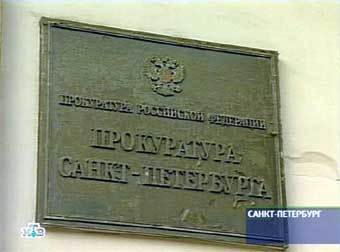 ПРОКУРАТУРА РОССИЙСКОЙ ФЕДЕРАЦИИ
ПРОКУРАТУРА
САНКТ-ПЕТЕРБУРГА
САНКТ-ПЕТЕРБУРГ
НТВ